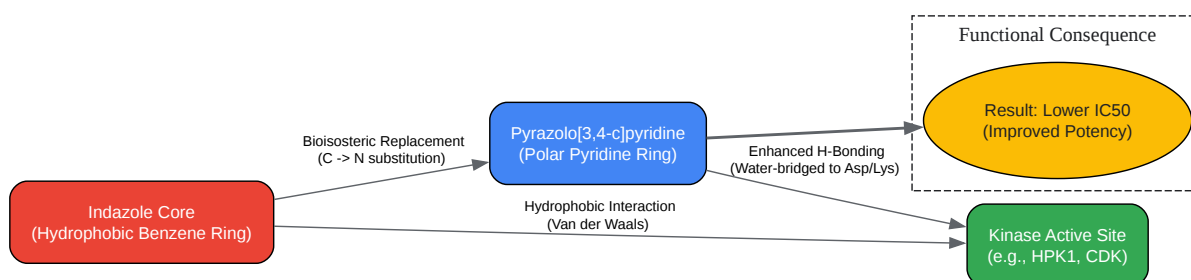 Functional Consequence
Result: Lower IC50
(Improved Potency)
Pyrazolo[3,4-c]pyridine
(Polar Pyridine Ring)
Bioisosteric Replacement
(C -> N substitution)
Enhanced H-Bonding
(Water-bridged to Asp/Lys)
Indazole Core
(Hydrophobic Benzene Ring)
Hydrophobic Interaction
(Van der Waals)
Kinase Active Site
(e.g., HPK1, CDK)